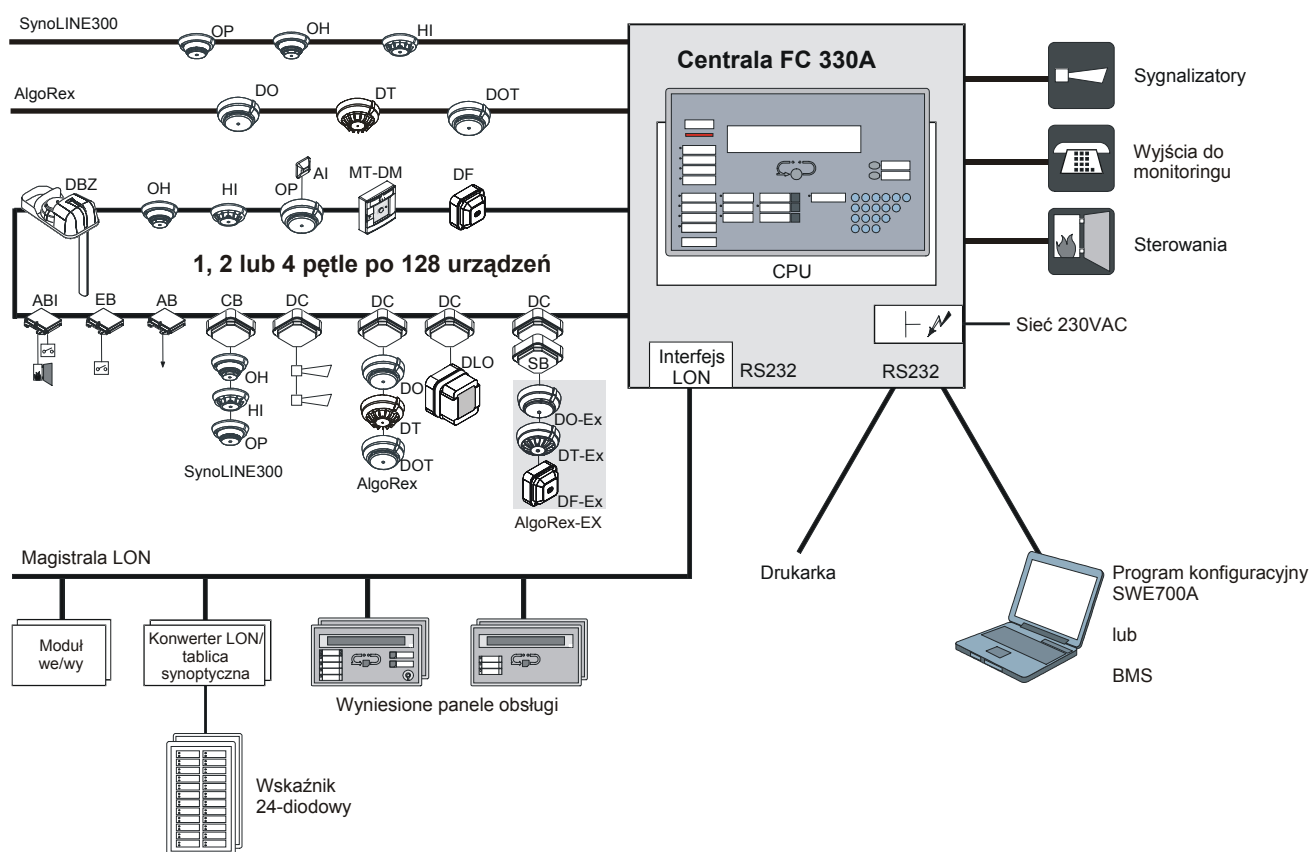 SynoLINE300
OP
OH
HI
Centrala FC 330A
Sygnalizatory
AlgoRex
DO
DT
DOT
Wyjścia do
monitoringu
DBZ
OH
HI
OP
AI
MT-DM
DF
CPU
Sterowania
1, 2 lub 4 pętle po 128 urządzeń
ABI
EB
AB
CB
DC
DC
DC
DC
Sieć 230VAC
Interfejs
LON
RS232
RS232
OH
HI
OP
SynoLINE300
DO
DT
DOT
AlgoRex
DLO
SB
DO-Ex
DT-Ex
DF-Ex
AlgoRex-EX
Magistrala LON
Drukarka
Program konfiguracyjny
SWE700A
lub
BMS
Moduł
we/wy
Konwerter LON/
tablica
synoptyczna
Wyniesione panele obsługi
Wskaźnik
24-diodowy